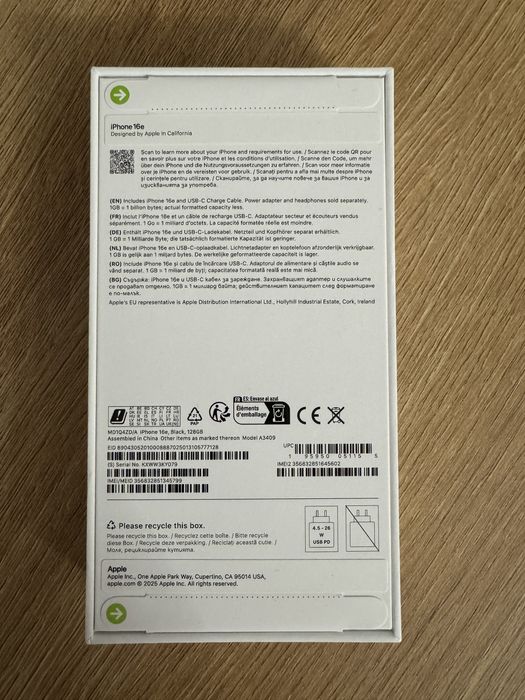 iPhone 16e
Designed by Apple in California
Scan to learn more about your iPhone and requirements for use. / Scannez le code QR pour
en savoir plus sur votre iPhone et les conditions d'utilisation. / Scanne den Code, um mehr
über dein iPhone und die Nutzungsvoraussetzungen zu erfahren. / Scan voor meer informatie
over je iPhone en de vereisten voor gebruik. / Scanați pentru a afla mai multe despre iPhone
și cerințele pentru utilizare. / Сканирайте, за да научите повече за вашия iPhone и за
изискванията за употреба.
(EN) Includes iPhone 16e and USB-C Charge Cable. Power adapter and headphones sold separately.
1GB = 1 billion bytes; actual formatted capacity less.
(FR) Inclut l'iPhone 16e et un câble de recharge USB-C. Adaptateur secteur et écouteurs vendus
séparément. 1 Go = 1 milliard d'octets. La capacité formatée réelle est moindre.
(DE) Enthält iPhone 16e und USB-C-Ladekabel. Netzteil und Kopfhörer separat erhältlich.
1 GB = 1 Milliarde Byte; die tatsächlich formatierte Kapazität ist geringer.
(NL) Bevat iPhone 16e en USB-C-oplaadkabel. Lichtnetadapter en koptelefoon afzonderlijk verkrijgbaar.
1 GB is gelijk aan 1 miljard bytes. De werkelijke geformatteerde capaciteit is lager.
(RO) Include iPhone 16e și cablu de încărcare USB-C. Adaptorul de alimentare și căștile audio se
vând separat. 1 GB = 1 miliard de byți; capacitatea formatată reală este mai mică.
(BG) Съдържа: iPhone 16e и USB-C кабел за зареждане. Захранващият адаптер и слушалките
се продават отделно. 1GB = 1 милиард байта; действителният капацитет след форматиране
е по-малък.
Apple's EU representative is Apple Distribution International Ltd., Hollyhill Industrial Estate, Cork, Ireland
FR ES: Envase al azul
Éléments
d'emballage
PAP
CE
MD1Q4ZD/A iPhone 16e, Black, 128GB
Assembled in China Other items as marked thereon Model A3409
EID 89043052010008887025013105777128
UPC
1 95950 05115 5
(S) Serial No. KXWW3KY079
IMEI2 356832851645602
IMEI/MEID 356832851345799
Please recycle this box.
Pour recyclage. / Recyclez cette boîte. / Bitte recycle
diese Box. / Recycle deze verpakking. / Reciclați această cutie. /
Моля, рециклирайте кутията.
4.5 - 26
W
USB PD
Apple
Apple Inc., One Apple Park Way, Cupertino, CA 95014 USA,
apple.com © 2025 Apple Inc. All rights reserved.